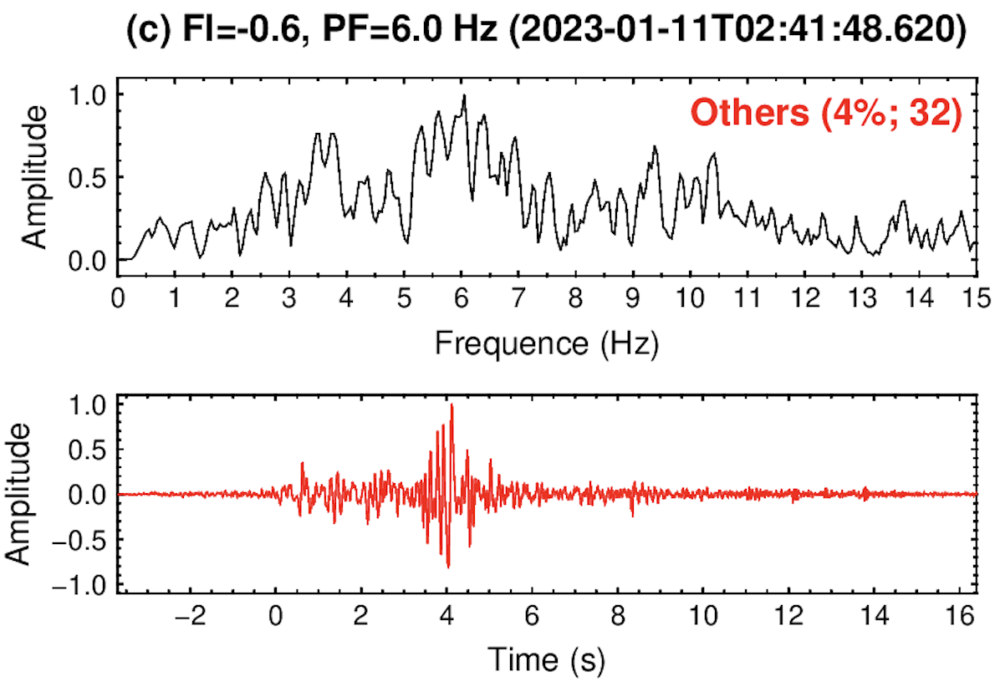 (c) FI=-0.6, PF=6.0 Hz (2023-01-11T02:41:48.620)
Others (4%; 32)
Amplitude
1.0
0.5
0.0
0 1 2 3 4 5 6 7 8 9 10 11 12 13 14 15
Frequence (Hz)
Amplitude
1.0
0.5
0.0
−0.5
−1.0
−2 0 2 4 6 8 10 12 14 16
Time (s)